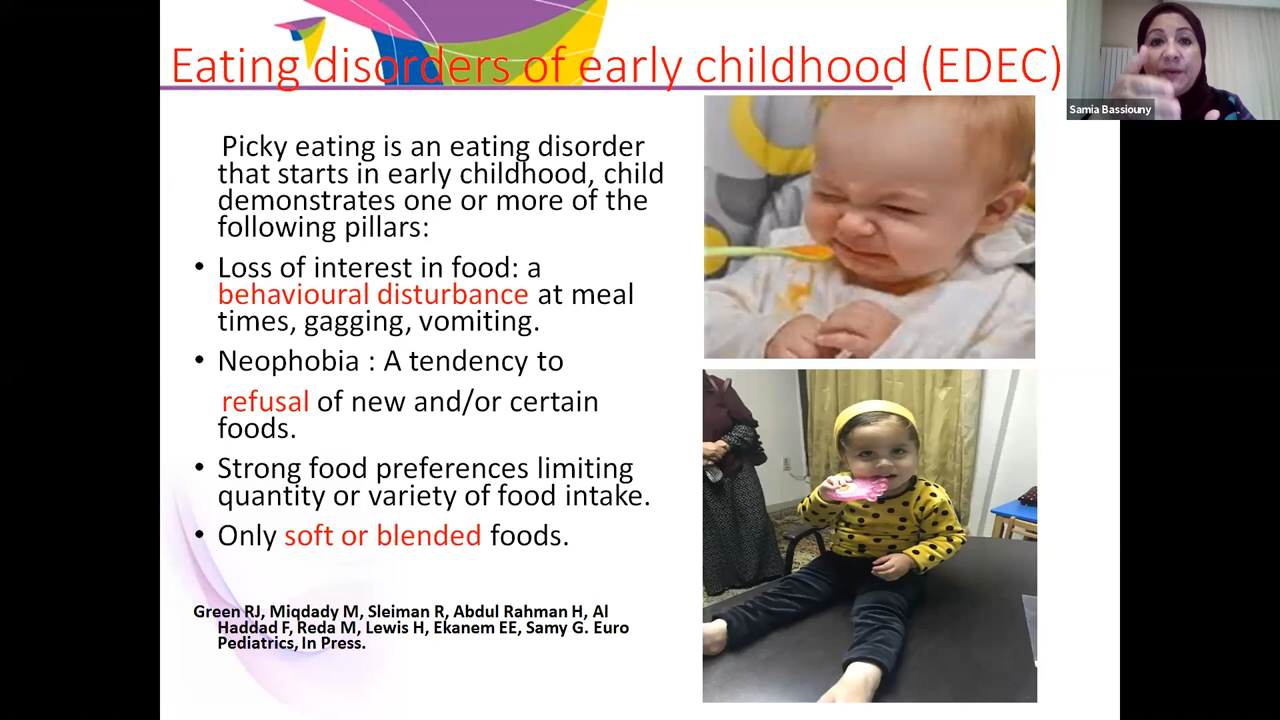 Eating disorders of early childhood (EDEC)
Samia Bassiouny
Picky eating is an eating disorder
that starts in early childhood, child
demonstrates one or more of the
following pillars:
• Loss of interest in food: a
behavioural disturbance at meal
times, gagging, vomiting.
• Neophobia : A tendency to
refusal of new and/or certain
foods.
• Strong food preferences limiting
quantity or variety of food intake.
• Only soft or blended foods.
Green RJ, Miqdady M, Sleiman R, Abdul Rahman H, Al
Haddad F, Reda M, Lewis H, Ekanem EE, Samy G. Euro
Pediatrics, In Press.